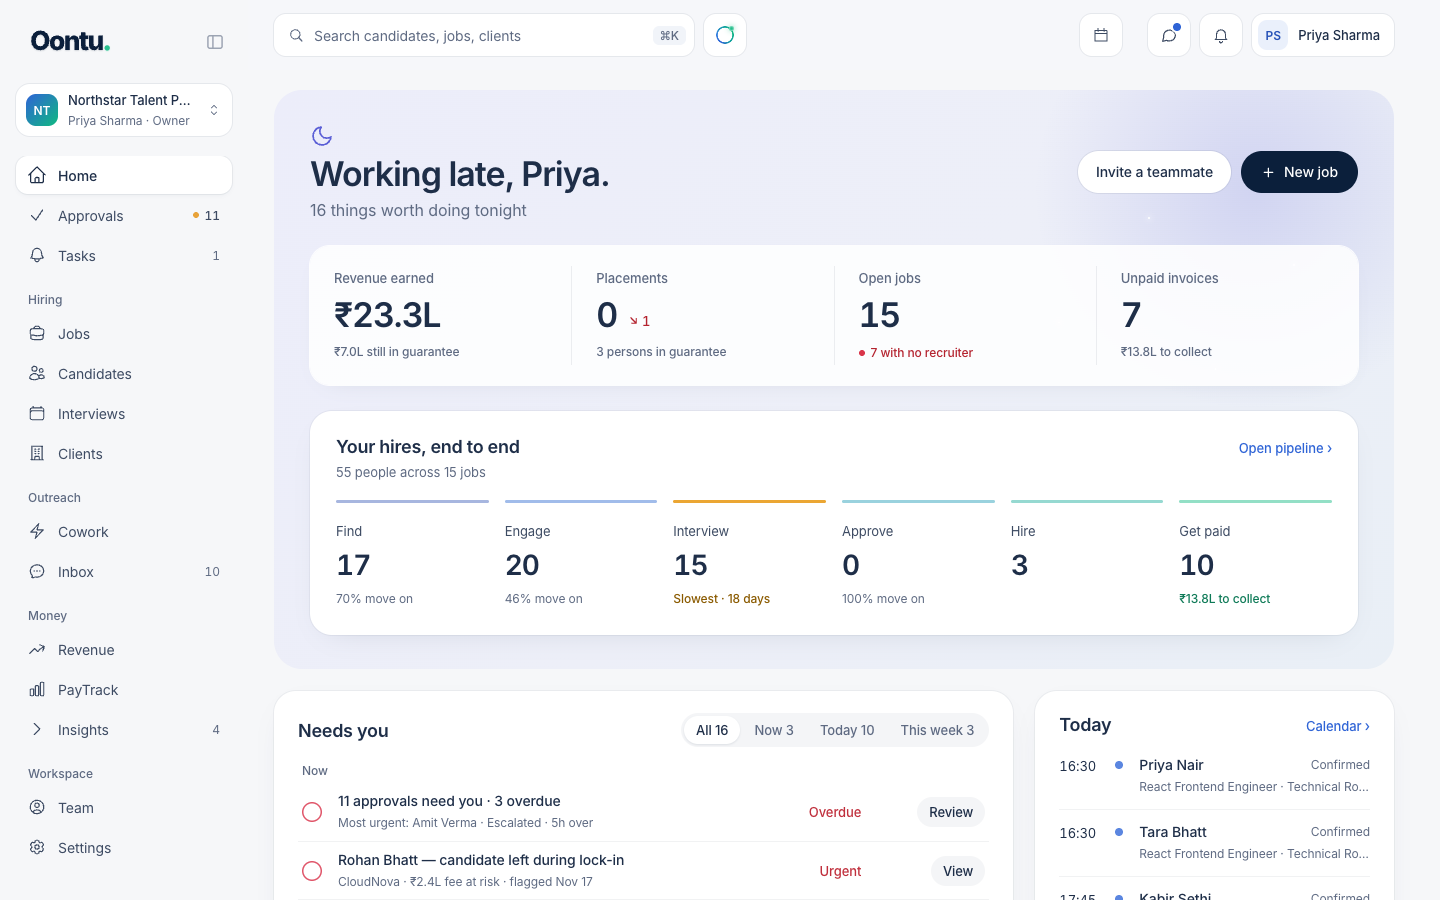 Oontu.
Search candidates, jobs, clients
⌘K
PS
Priya Sharma
NT
Northstar Talent P...
Priya Sharma · Owner
Home
Approvals
11
Tasks
1
Hiring
Jobs
Candidates
Interviews
Clients
Outreach
Cowork
Inbox
10
Money
Revenue
PayTrack
Insights
4
Workspace
Team
Settings
Working late, Priya.
16 things worth doing tonight
Invite a teammate
+ New job
Revenue earned
₹23.3L
₹7.0L still in guarantee
Placements
0 ↘ 1
3 persons in guarantee
Open jobs
15
7 with no recruiter
Unpaid invoices
7
₹13.8L to collect
Your hires, end to end
55 people across 15 jobs
Open pipeline ›
Find
17
70% move on
Engage
20
46% move on
Interview
15
Slowest · 18 days
Approve
0
100% move on
Hire
3
Get paid
10
₹13.8L to collect
Needs you
All 16
Now 3
Today 10
This week 3
Now
11 approvals need you · 3 overdue
Most urgent: Amit Verma · Escalated · 5h over
Overdue
Review
Rohan Bhatt — candidate left during lock-in
CloudNova · ₹2.4L fee at risk · flagged Nov 17
Urgent
View
Today
Calendar ›
16:30
Priya Nair
Confirmed
React Frontend Engineer · Technical Ro...
16:30
Tara Bhatt
Confirmed
React Frontend Engineer · Technical Ro...
17:45
Kabir Sethi
Confirmed